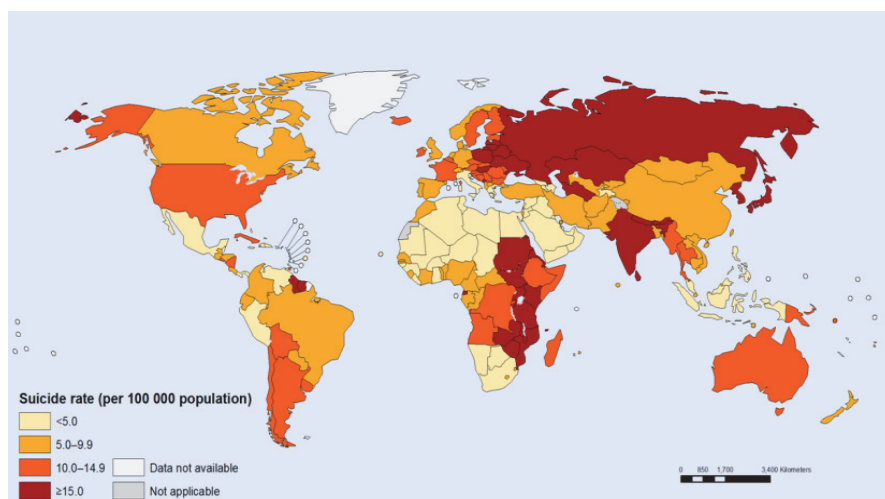 Suicide rate (per 100 000 population)
<5.0
5.0–9.9
10.0–14.9
≥15.0
Data not available
Not applicable
0 850 1,700 3,400 Kilometers